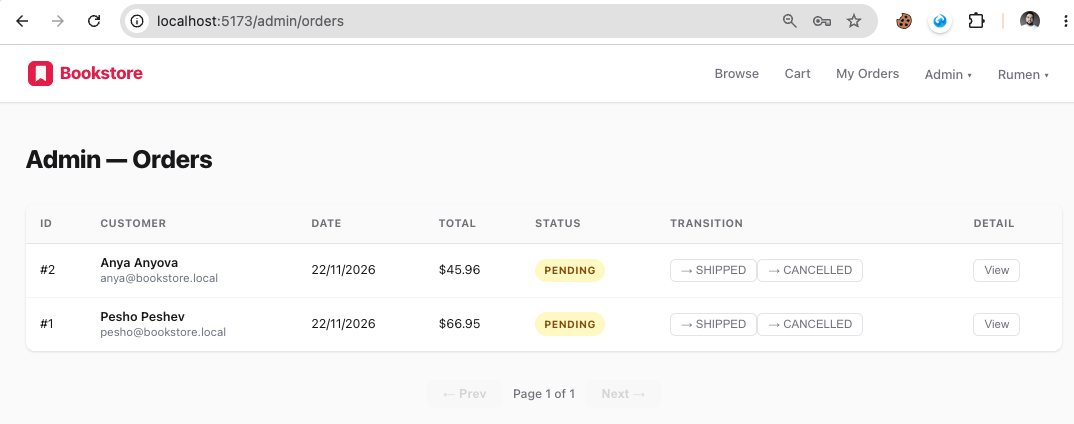 localhost:5173/admin/orders
Bookstore
Browse Cart My Orders Admin ▾ Rumen ▾
Admin — Orders
ID CUSTOMER DATE TOTAL STATUS TRANSITION DETAIL
#2 Anya Anyova 22/11/2026 $45.96 PENDING → SHIPPED → CANCELLED View
anya@bookstore.local
#1 Pesho Peshev 22/11/2026 $66.95 PENDING → SHIPPED → CANCELLED View
pesho@bookstore.local
← Prev Page 1 of 1 Next →